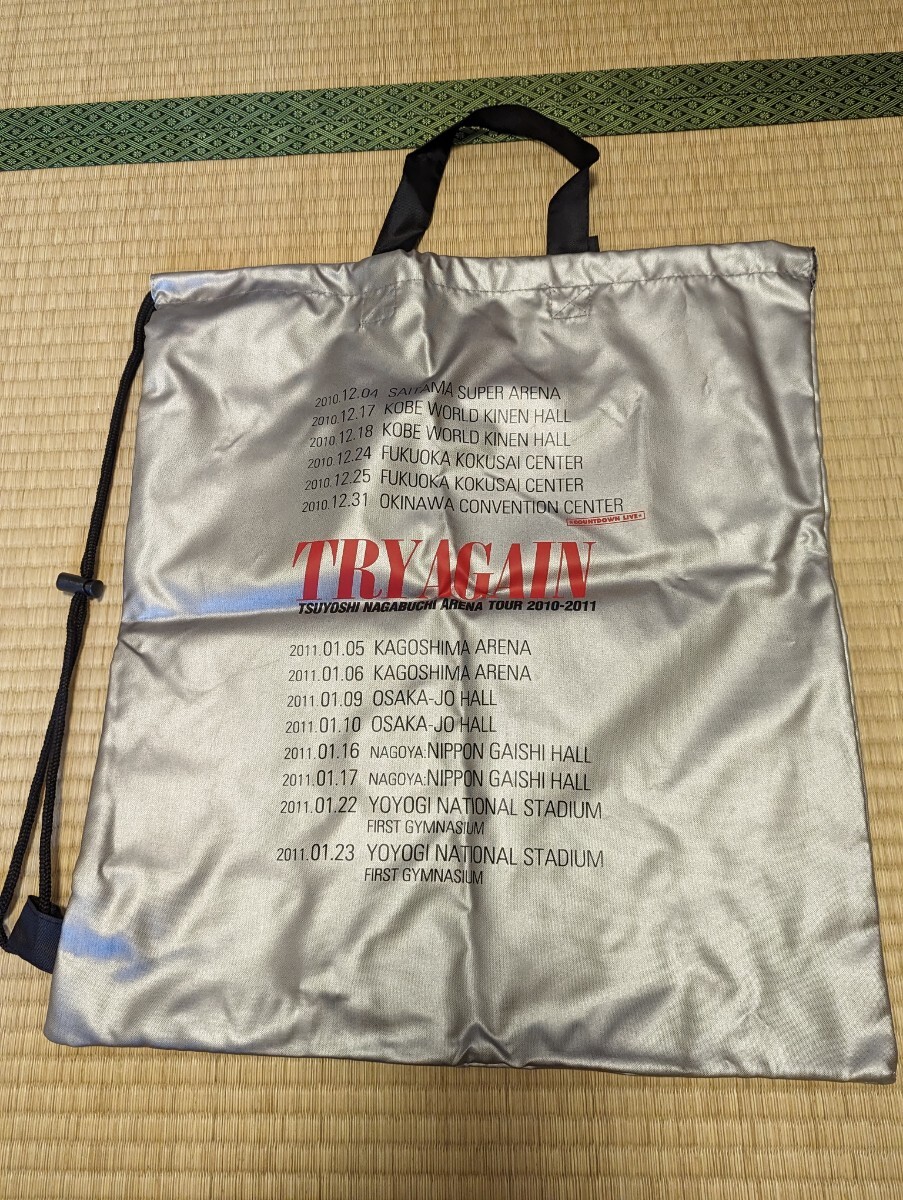 2010.12.04 SAITAMA SUPER ARENA
2010.12.17 KOBE WORLD KINEN HALL
2010.12.18 KOBE WORLD KINEN HALL
2010.12.24 FUKUOKA KOKUSAI CENTER
2010.12.25 FUKUOKA KOKUSAI CENTER
2010.12.31 OKINAWA CONVENTION CENTER
★COUNTDOWN LIVE★
TRY AGAIN
TSUYOSHI NAGABUCHI ARENA TOUR 2010-2011
2011.01.05 KAGOSHIMA ARENA
2011.01.06 KAGOSHIMA ARENA
2011.01.09 OSAKA-JO HALL
2011.01.10 OSAKA-JO HALL
2011.01.16 NAGOYA:NIPPON GAISHI HALL
2011.01.17 NAGOYA:NIPPON GAISHI HALL
2011.01.22 YOYOGI NATIONAL STADIUM
FIRST GYMNASIUM
2011.01.23 YOYOGI NATIONAL STADIUM
FIRST GYMNASIUM